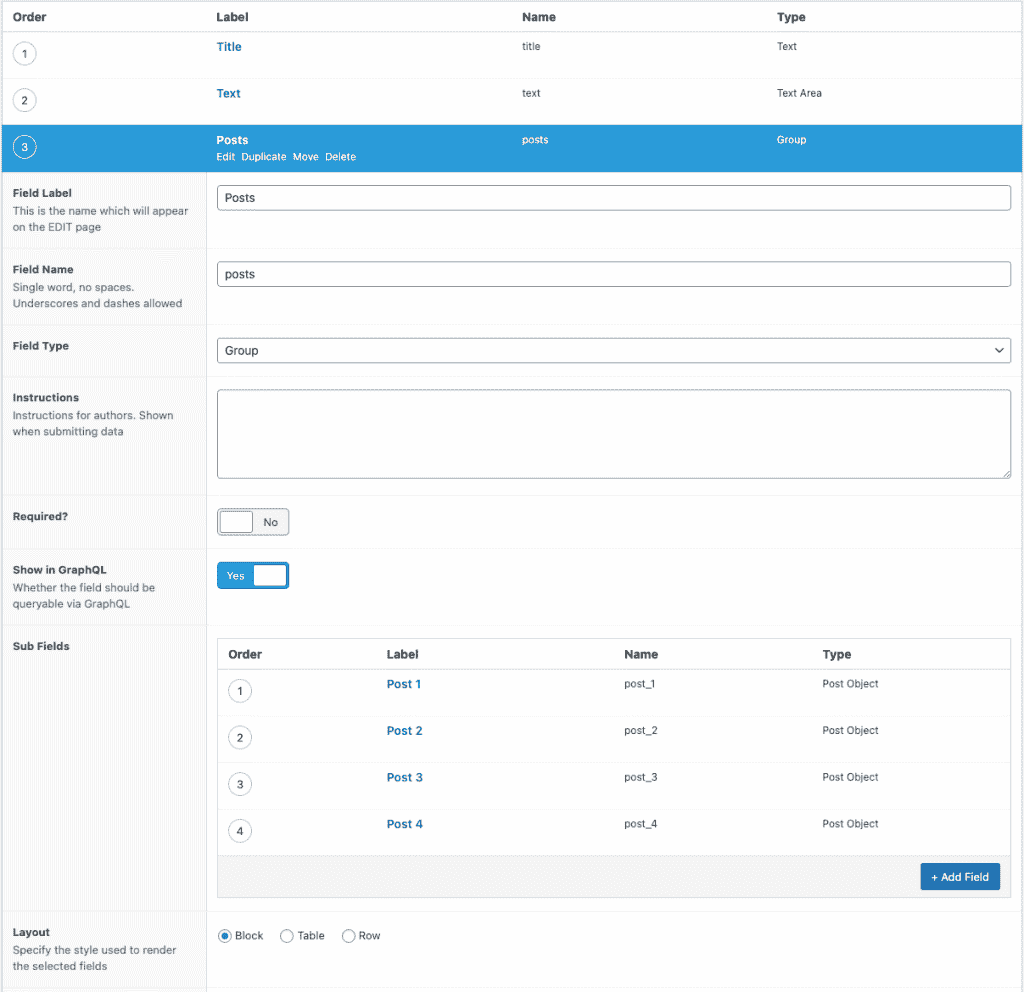 Order Label Name Type
1 Title title Text
2 Text text Text Area
3 Posts posts Group
Edit Duplicate Move Delete
Field Label
This is the name which will appear
on the EDIT page
Posts
Field Name
Single word, no spaces.
Underscores and dashes allowed
posts
Field Type
Group
Instructions
Instructions for authors. Shown
when submitting data
Required?
No
Show in GraphQL
Whether the field should be
queryable via GraphQL
Yes
Sub Fields
Order Label Name Type
1 Post 1 post_1 Post Object
2 Post 2 post_2 Post Object
3 Post 3 post_3 Post Object
4 Post 4 post_4 Post Object
+ Add Field
Layout
Specify the style used to render
the selected fields
Block Table Row